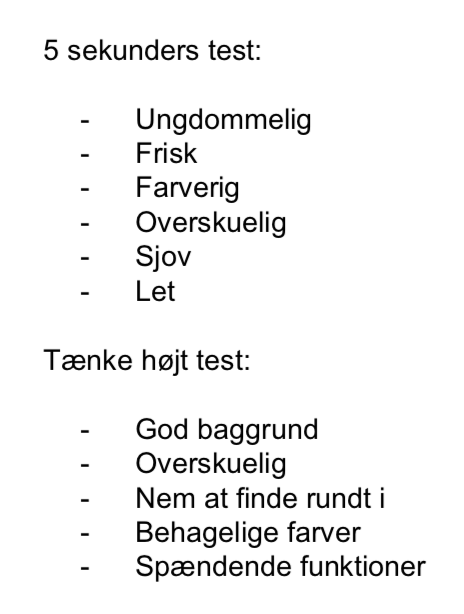 5 sekunders test:
- Ungdommelig
- Frisk
- Farverig
- Overskuelig
- Sjov
- Let
Tænke højt test:
- God baggrund
- Overskuelig
- Nem at finde rundt i
- Behagelige farver
- Spændende funktioner